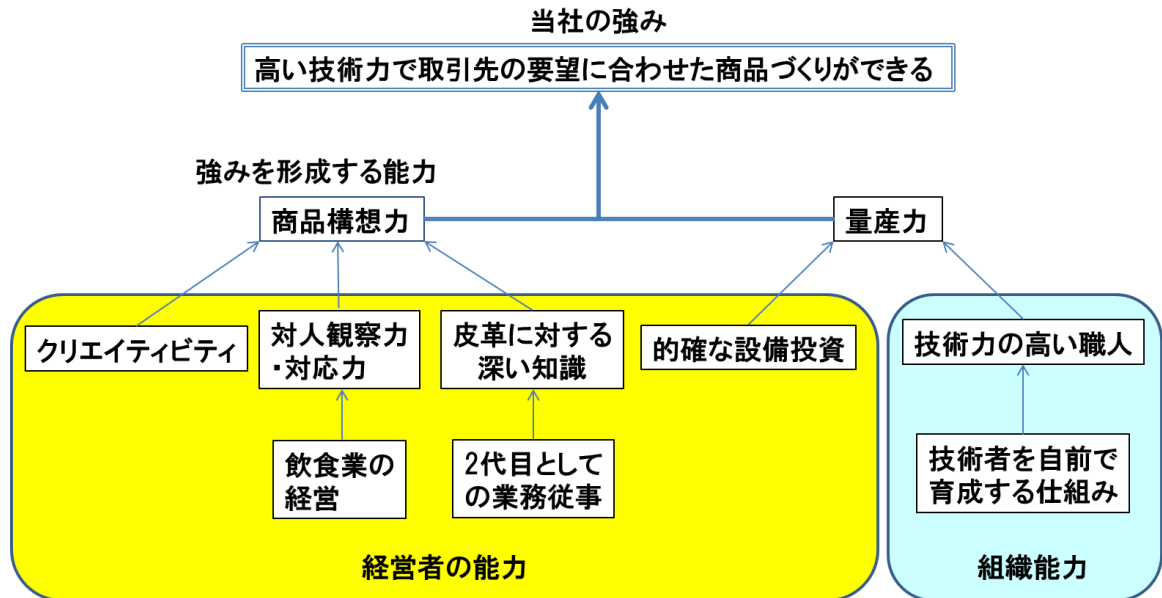 当社の強み
高い技術力で取引先の要望に合わせた商品づくりができる
強みを形成する能力
商品構想力
量産力
クリエイティビティ
対人観察力
・対応力
皮革に対する
深い知識
的確な設備投資
技術力の高い職人
飲食業の
経営
2代目として
の業務従事
技術者を自前で
育成する仕組み
経営者の能力
組織能力